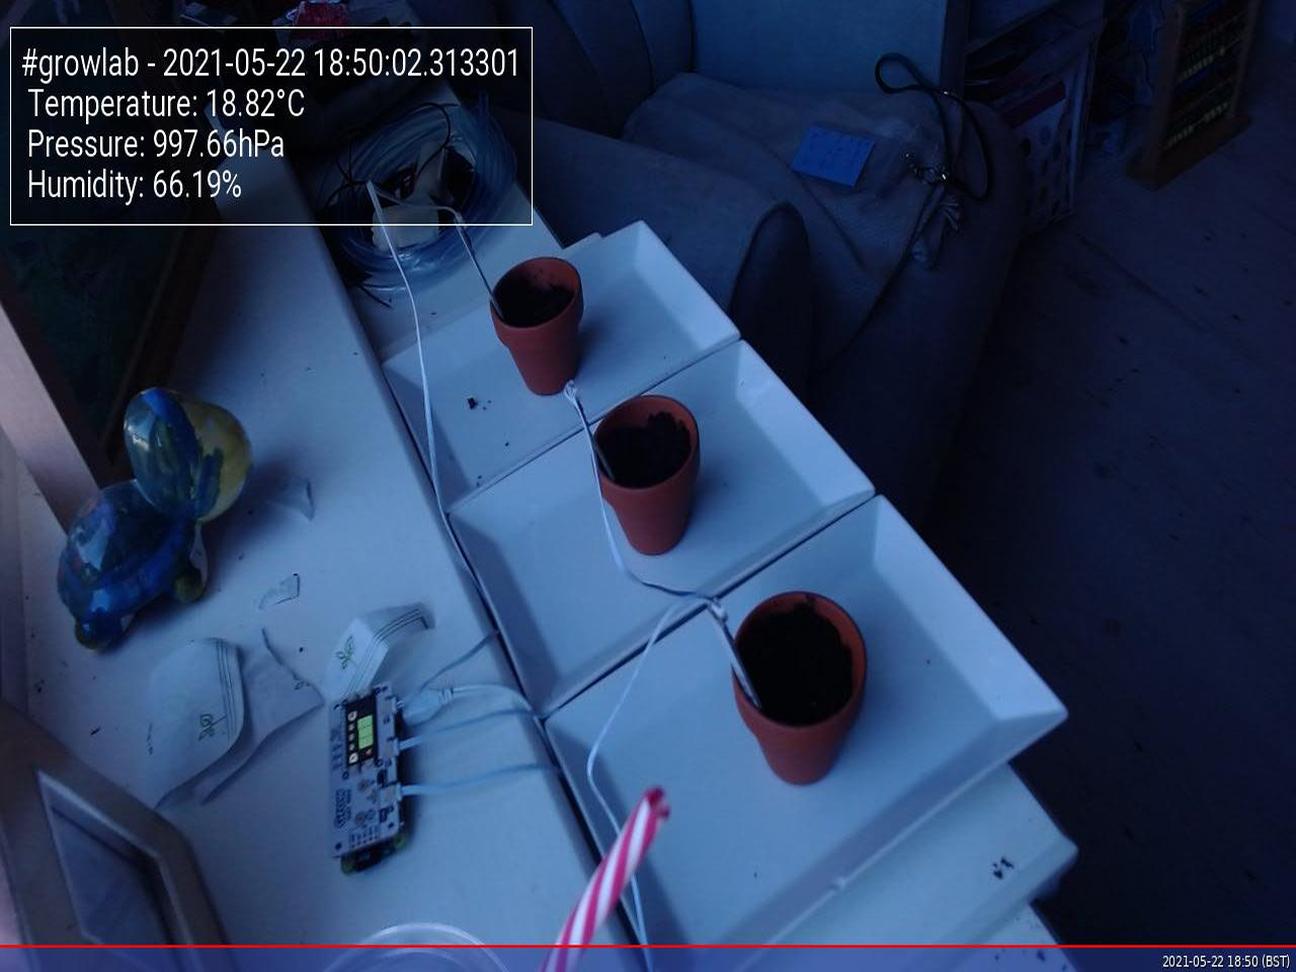 #growlab - 2021-05-22 18:50:02.313301
Temperature: 18.82°C
Pressure: 997.66hPa
Humidity: 66.19%
2021-05-22 18:50 (BST)